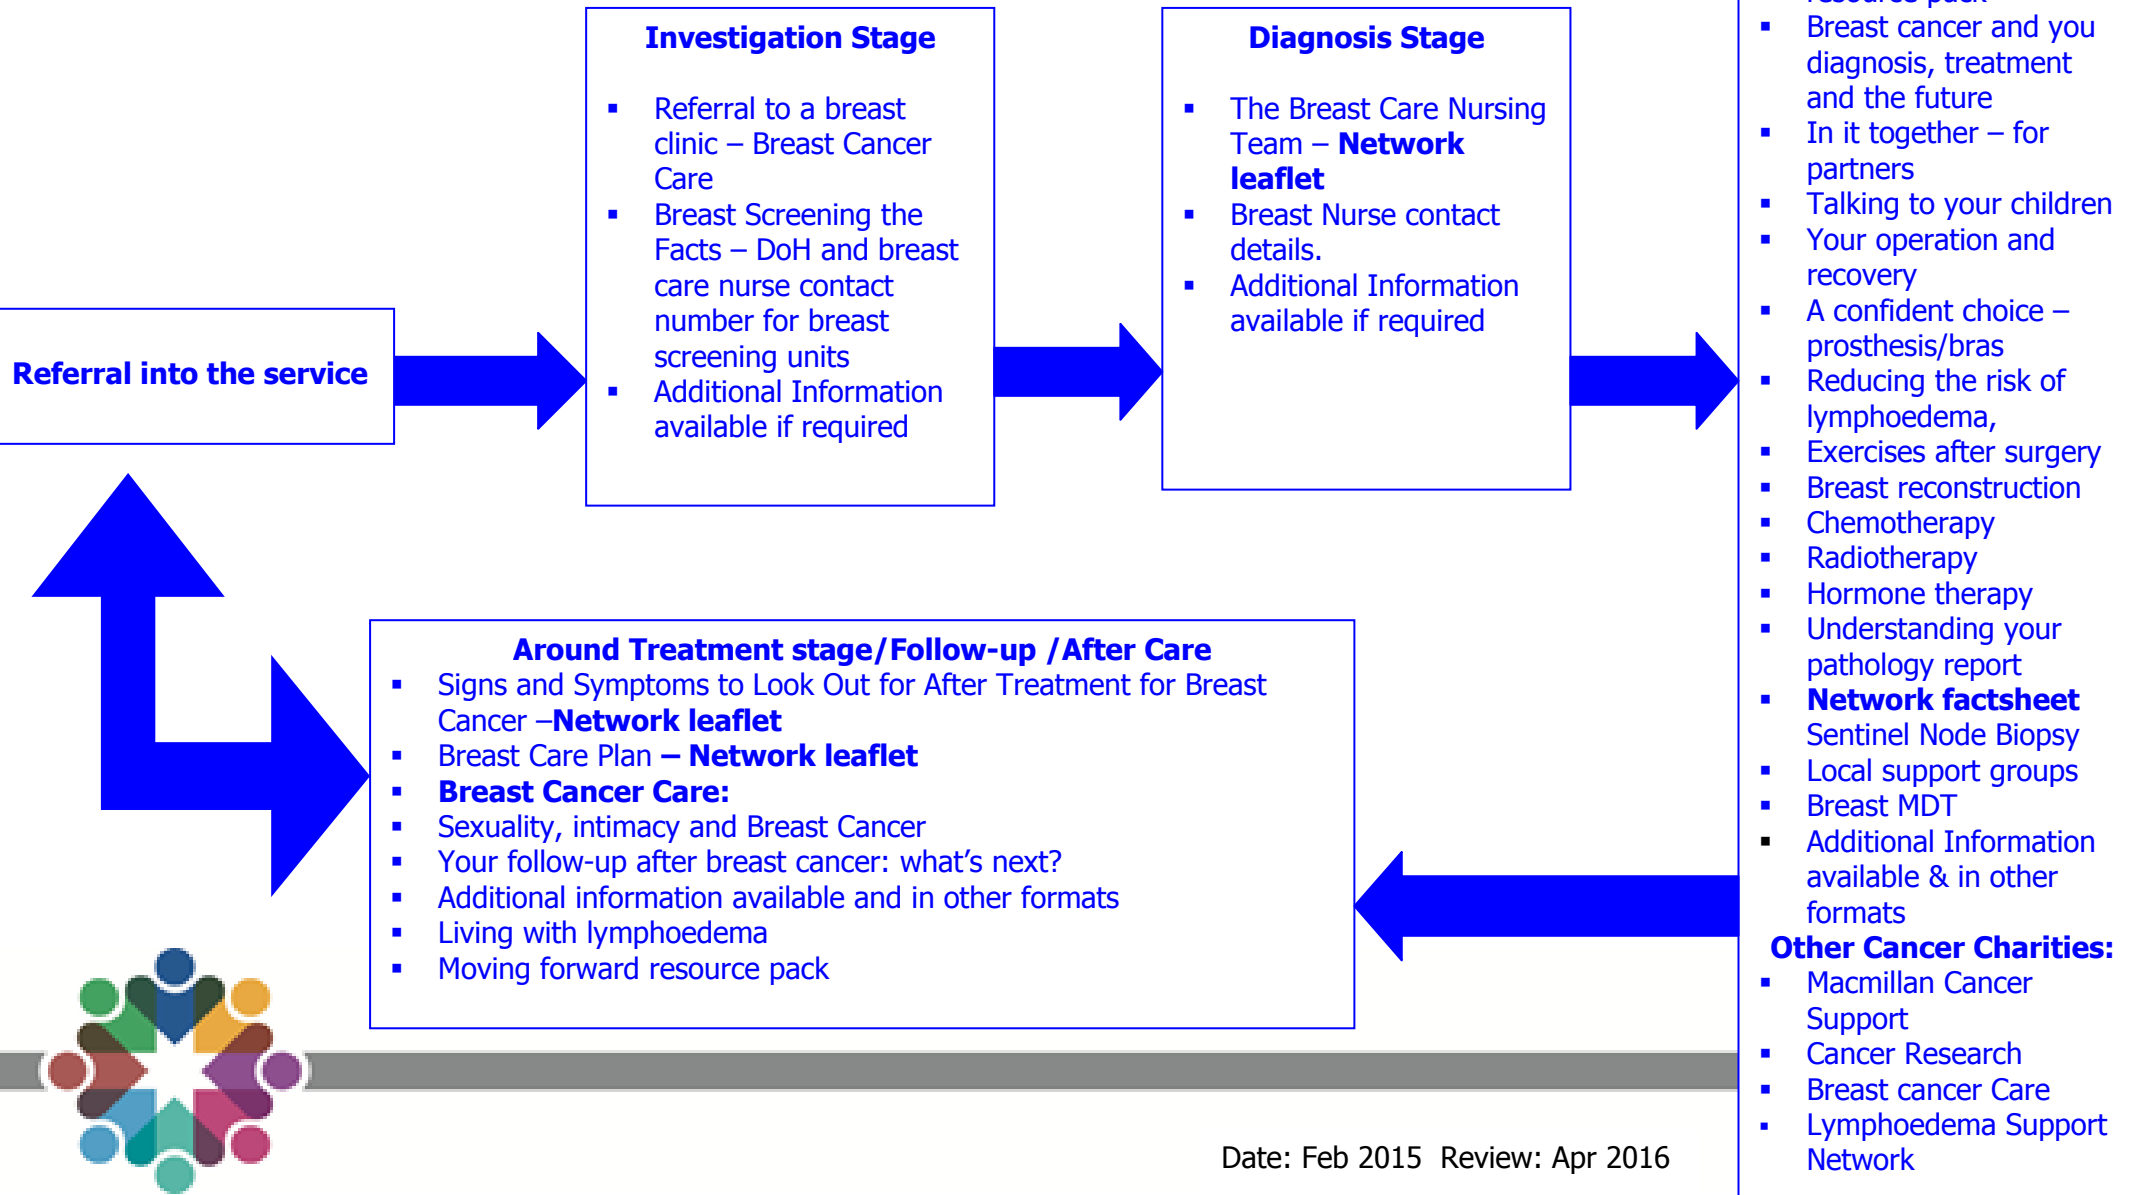 Referral into the service
Investigation Stage
▪ Referral to a breast
clinic – Breast Cancer
Care
▪ Breast Screening the
Facts – DoH and breast
care nurse contact
number for breast
screening units
▪ Additional Information
available if required
Diagnosis Stage
▪ The Breast Care Nursing
Team – Network
leaflet
▪ Breast Nurse contact
details.
▪ Additional Information
available if required
resource pack
▪ Breast cancer and you
diagnosis, treatment
and the future
▪ In it together – for
partners
▪ Talking to your children
▪ Your operation and
recovery
▪ A confident choice –
prosthesis/bras
▪ Reducing the risk of
lymphoedema,
▪ Exercises after surgery
▪ Breast reconstruction
▪ Chemotherapy
▪ Radiotherapy
▪ Hormone therapy
▪ Understanding your
pathology report
▪ Network factsheet
Sentinel Node Biopsy
▪ Local support groups
▪ Breast MDT
▪ Additional Information
available & in other
formats
Other Cancer Charities:
▪ Macmillan Cancer
Support
▪ Cancer Research
▪ Breast cancer Care
▪ Lymphoedema Support
Network
Around Treatment stage/Follow-up /After Care
▪ Signs and Symptoms to Look Out for After Treatment for Breast
Cancer –Network leaflet
▪ Breast Care Plan – Network leaflet
▪ Breast Cancer Care:
▪ Sexuality, intimacy and Breast Cancer
▪ Your follow-up after breast cancer: what's next?
▪ Additional information available and in other formats
▪ Living with lymphoedema
▪ Moving forward resource pack
Date: Feb 2015 Review: Apr 2016